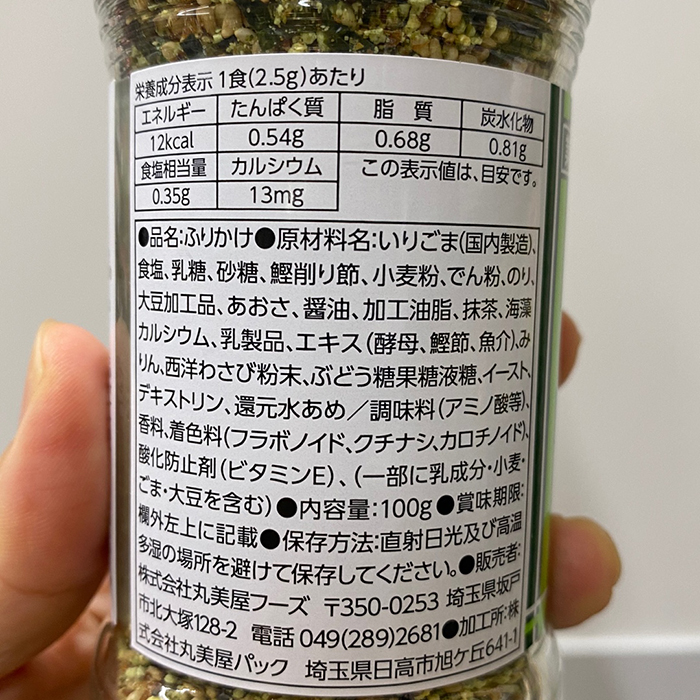 栄養成分表示 1食(2.5g)あたり
エネルギー たんぱく質 脂質 炭水化物
12kcal 0.54g 0.68g 0.81g
食塩相当量 カルシウム この表示値は、目安です。
0.35g 13mg
●品名:ふりかけ●原材料名:いりごま(国内製造)、
食塩、乳糖、砂糖、鰹削り節、小麦粉、でん粉、のり、
大豆加工品、あおさ、醤油、加工油脂、抹茶、海藻
カルシウム、乳製品、エキス(酵母、鰹節、魚介)、み
りん、西洋わさび粉末、ぶどう糖果糖液糖、イースト、
デキストリン、還元水あめ/調味料(アミノ酸等)、
香料、着色料(フラボノイド、クチナシ、カロチノイド)、
酸化防止剤(ビタミンE)、(一部に乳成分・小麦・
ごま・大豆を含む)●内容量:100g●賞味期限:
欄外左上に記載●保存方法:直射日光及び高温
多湿の場所を避けて保存してください。●販売者:
株式会社丸美屋フーズ 〒350-0253 埼玉県坂戸
市北大塚128-2 電話 049(289)2681●加工所:株
式会社丸美屋パック 埼玉県日高市旭ケ丘641-1